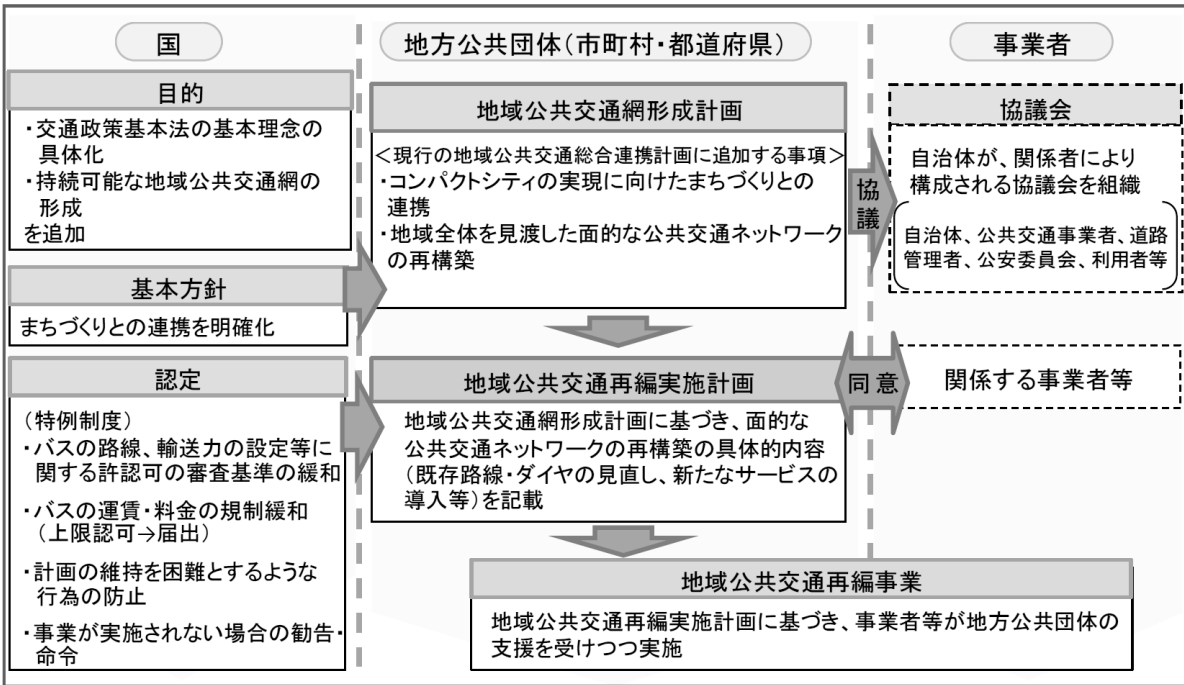 国
目的
・交通政策基本法の基本理念の
具体化
・持続可能な地域公共交通網の
形成
を追加
基本方針
まちづくりとの連携を明確化
認定
(特例制度)
・バスの路線、輸送力の設定等に
関する許認可の審査基準の緩和
・バスの運賃・料金の規制緩和
(上限認可→届出)
・計画の維持を困難とするような
行為の防止
・事業が実施されない場合の勧告・
命令
地方公共団体(市町村・都道府県)
地域公共交通網形成計画
<現行の地域公共交通総合連携計画に追加する事項>
・コンパクトシティの実現に向けたまちづくりとの
連携
・地域全体を見渡した面的な公共交通ネットワーク
の再構築
協議
地域公共交通再編実施計画
地域公共交通網形成計画に基づき、面的な
公共交通ネットワークの再構築の具体的内容
(既存路線・ダイヤの見直し、新たなサービスの
導入等)を記載
同意
事業者
協議会
自治体が、関係者により
構成される協議会を組織
自治体、公共交通事業者、道路
管理者、公安委員会、利用者等
関係する事業者等
地域公共交通再編事業
地域公共交通再編実施計画に基づき、事業者等が地方公共団体の
支援を受けつつ実施